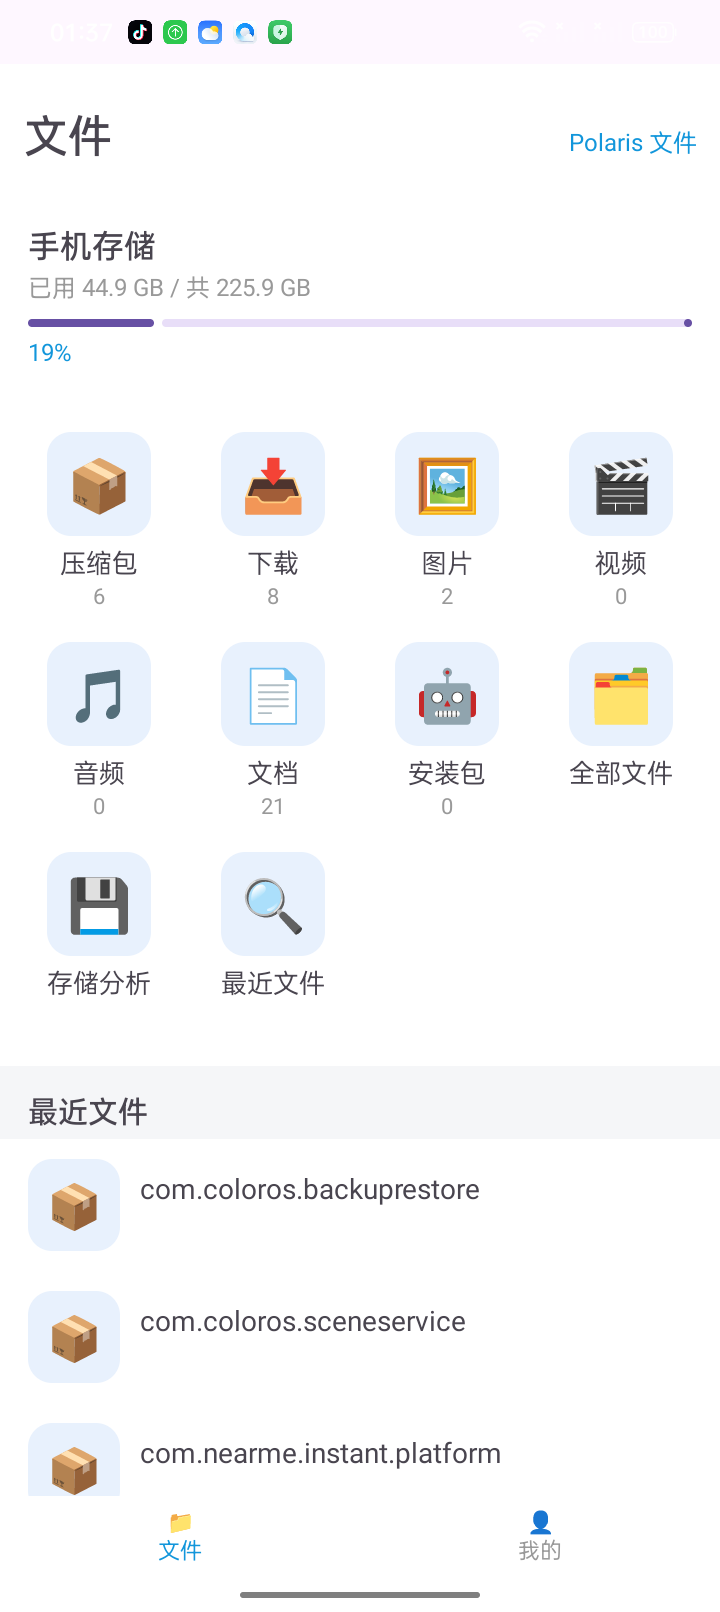 01:37
文件
Polaris 文件
手机存储
已用 44.9 GB / 共 225.9 GB
19%
压缩包
下载
图片
视频
6
8
2
0
音频
文档
安装包
全部文件
0
21
0
存储分析
最近文件
最近文件
com.coloros.backuprestore
com.coloros.sceneservice
com.nearme.instant.platform
文件
我的